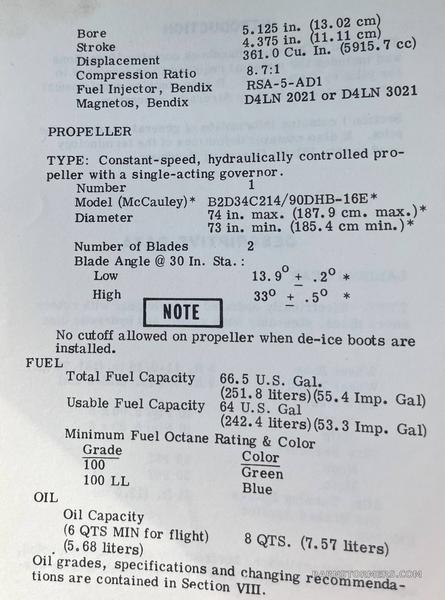 Bore 5.125 in. (13.02 cm)
Stroke 4.375 in. (11.11 cm)
Displacement 361.0 Cu. In. (5915.7 cc)
Compression Ratio 8.7:1
Fuel Injector, Bendix RSA-5-AD1
Magnetos, Bendix D4LN 2021 or D4LN 3021
PROPELLER
TYPE: Constant-speed, hydraulically controlled pro-
peller with a single-acting governor.
Number 1
Model (McCauley)* B2D34C214/90DHB-16E*
Diameter 74 in. max. (187.9 cm. max.)*
73 in. min. (185.4 cm min.)*
Number of Blades 2
Blade Angle @ 30 In. Sta.:
Low 13.9° ± .2° *
High 33° ± .5° *
NOTE
No cutoff allowed on propeller when de-ice boots are
installed.
FUEL
Total Fuel Capacity 66.5 U.S. Gal.
(251.8 liters)(55.4 Imp. Gal)
Usable Fuel Capacity 64 U.S. Gal
(242.4 liters)(53.3 Imp. Gal)
Minimum Fuel Octane Rating & Color
Grade Color
100 Green
100 LL Blue
OIL
Oil Capacity
(6 QTS MIN for flight) 8 QTS. (7.57 liters)
(5.68 liters)
Oil grades, specifications and changing recommenda-
tions are contained in Section VIII.
BARNSTORMERS.COM